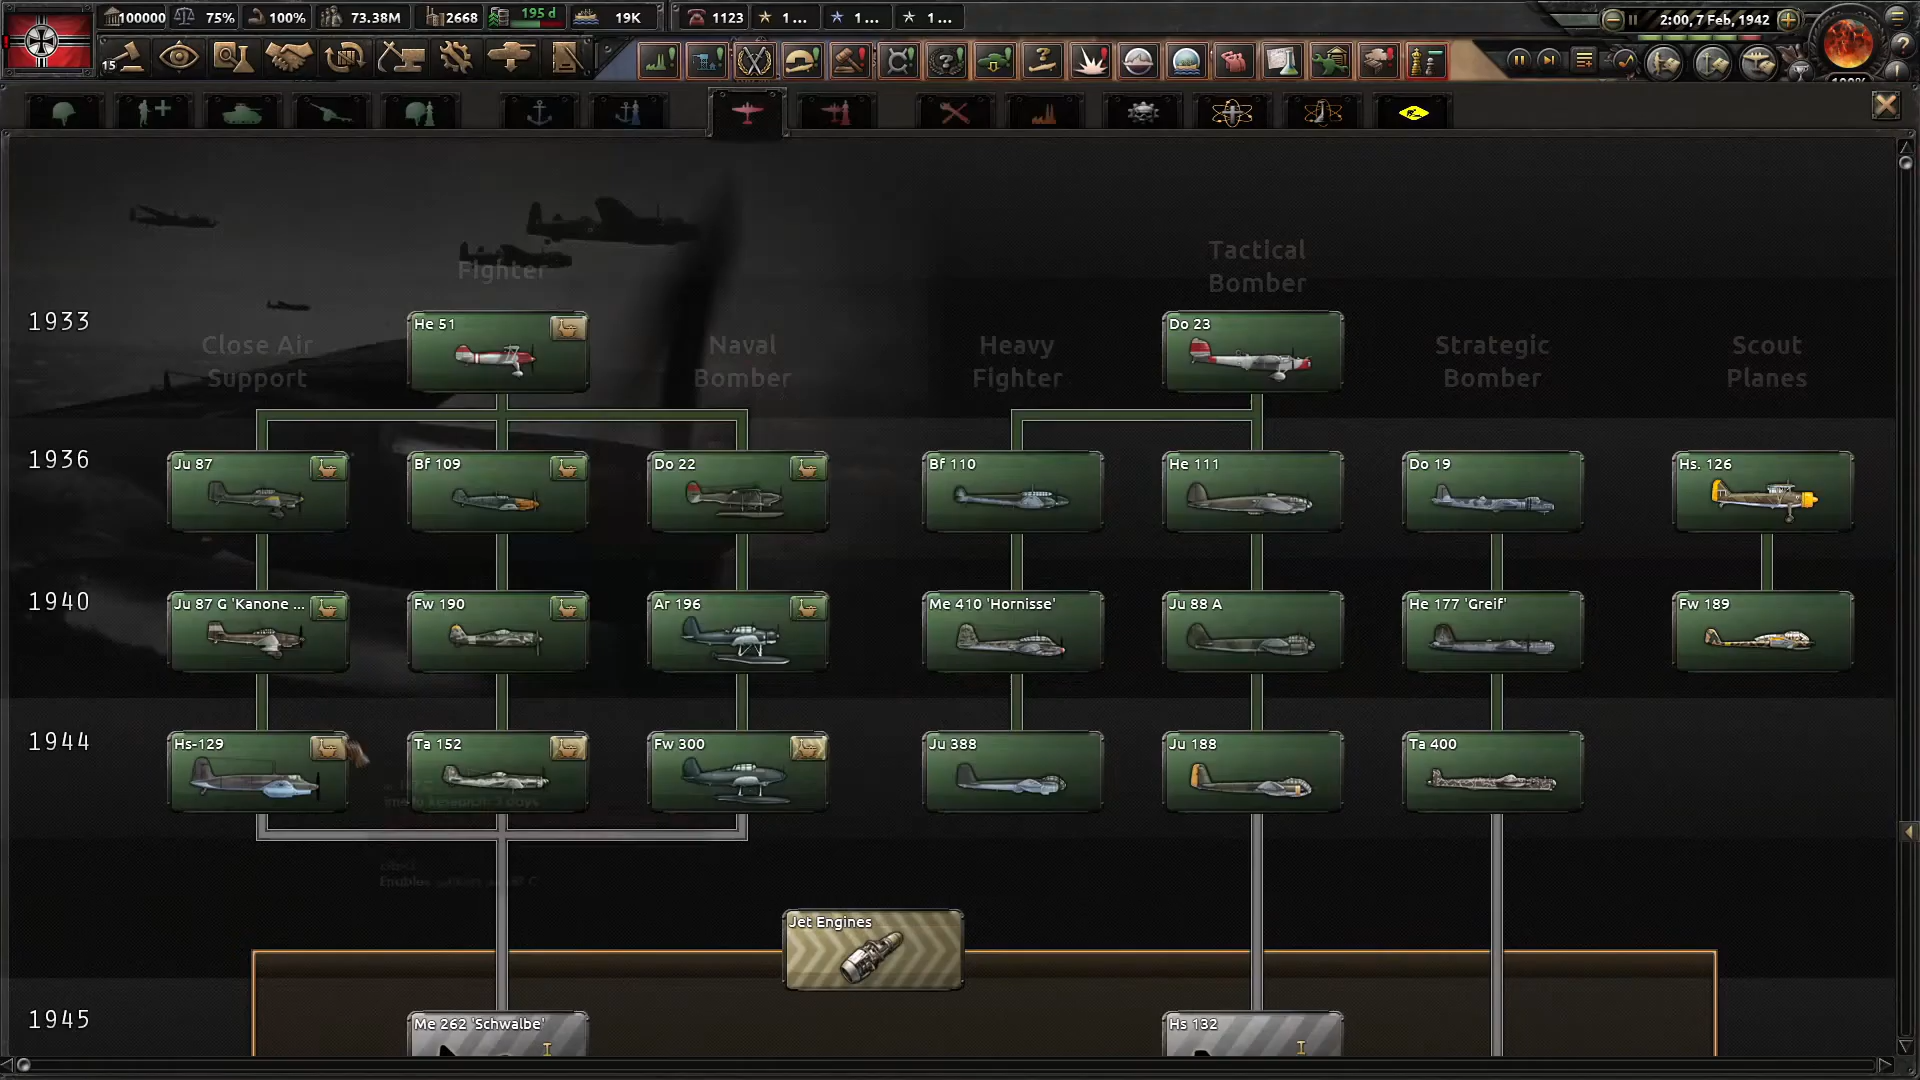 100000
75%
100%
73.38M
2668
195 d
19K
1123
1 ...
1 ...
1 ...
2:00, 7 Feb, 1942
15
100%
Fighter
Tactical
Bomber
1933
He 51
Do 23
Close Air
Support
Naval
Bomber
Heavy
Fighter
Strategic
Bomber
Scout
Planes
1936
Ju 87
Bf 109
Do 22
Bf 110
He 111
Do 19
Hs. 126
1940
Ju 87 G 'Kanone ...
Fw 190
Ar 196
Me 410 'Hornisse'
Ju 88 A
He 177 'Greif'
Fw 189
1944
Hs-129
Ta 152
Fw 300
Ju 388
Ju 188
Ta 400
Jet Engines
1945
Me 262 'Schwalbe'
Hs 132